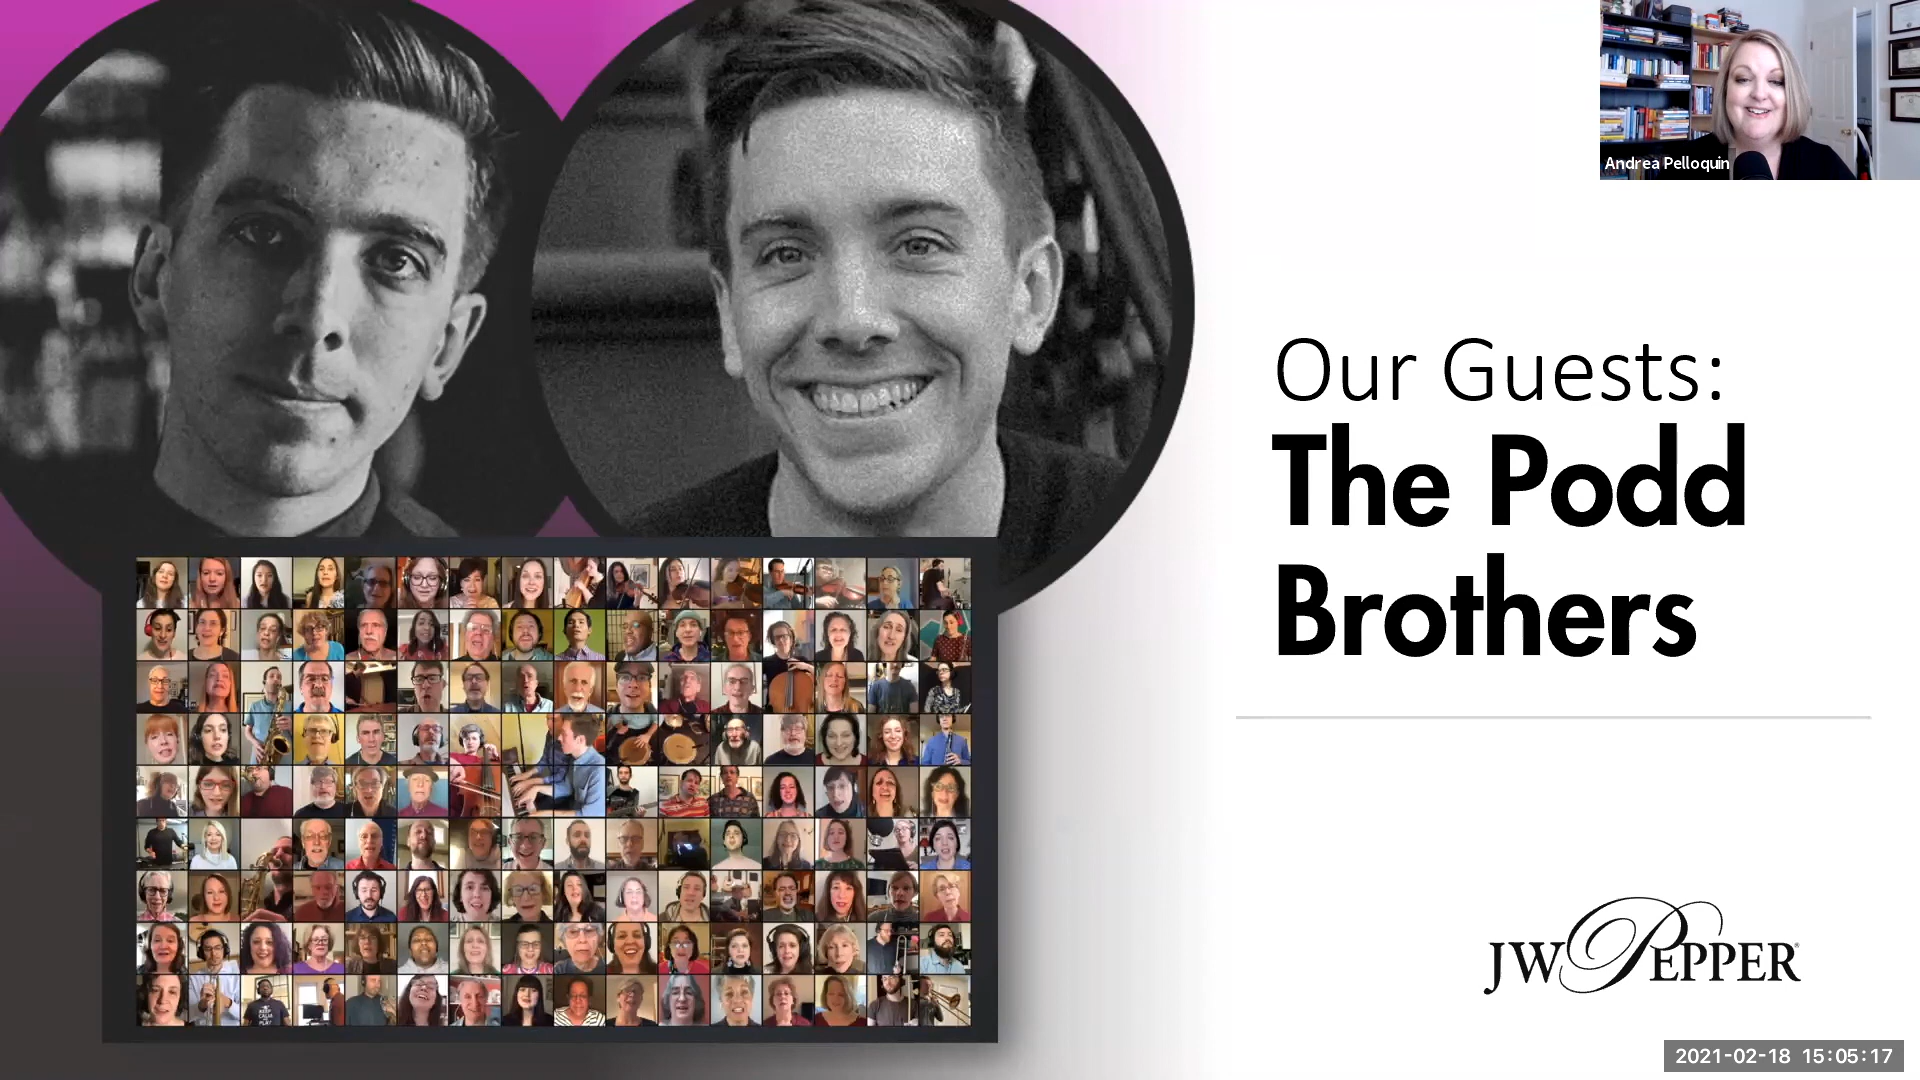 Andrea Pelloquin
Our Guests:
The Podd
Brothers
JW PEPPER®
2021-02-18 15:05:17